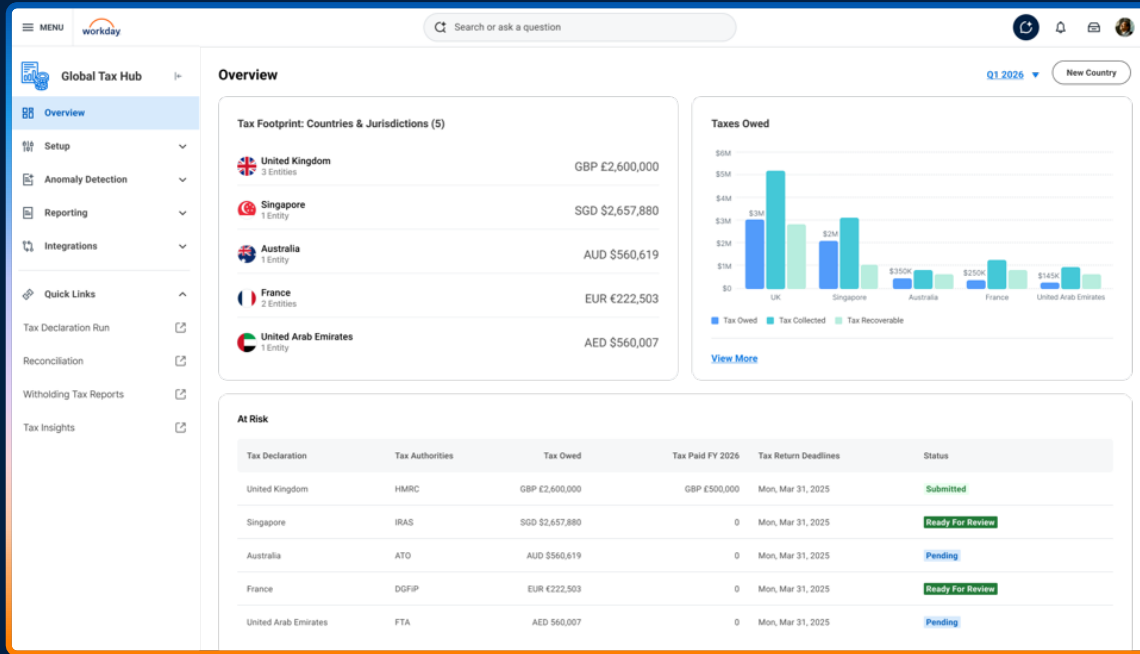 MENU
workday
Search or ask a question
Global Tax Hub
Overview
Setup
Anomaly Detection
Reporting
Integrations
Quick Links
Tax Declaration Run
Reconciliation
Witholding Tax Reports
Tax Insights
Overview
Q1 2026
New Country
Tax Footprint: Countries & Jurisdictions (5)
United Kingdom
3 Entities
GBP £2,600,000
Singapore
1 Entity
SGD $2,657,880
Australia
1 Entity
AUD $560,619
France
2 Entities
EUR €222,503
United Arab Emirates
1 Entity
AED $560,007
Taxes Owed
$6M
$5M
$4M
$3M
$2M
$1M
$0
$3M
$2M
$350K
$250K
$145K
UK Singapore Australia France United Arab Emirates
Tax Owed Tax Collected Tax Recoverable
View More
At Risk
Tax Declaration Tax Authorities Tax Owed Tax Paid FY 2026 Tax Return Deadlines Status
United Kingdom HMRC GBP £2,600,000 GBP £500,000 Mon, Mar 31, 2025 Submitted
Singapore IRAS SGD $2,657,880 0 Mon, Mar 31, 2025 Ready For Review
Australia ATO AUD $560,619 0 Mon, Mar 31, 2025 Pending
France DGFiP EUR €222,503 0 Mon, Mar 31, 2025 Ready For Review
United Arab Emirates FTA AED 560,007 0 Mon, Mar 31, 2025 Pending